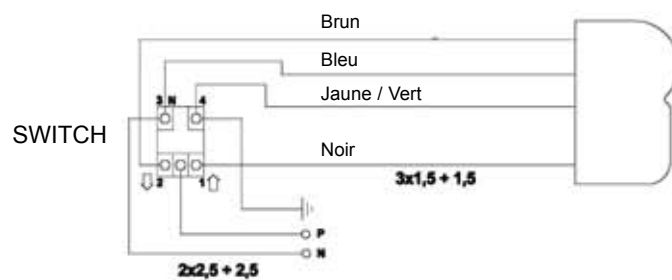 Brun
Bleu
Jaune / Vert
3 N 4
SWITCH
Noir
2 1
3x1,5 + 1,5
P
N
2x2,5 + 2,5